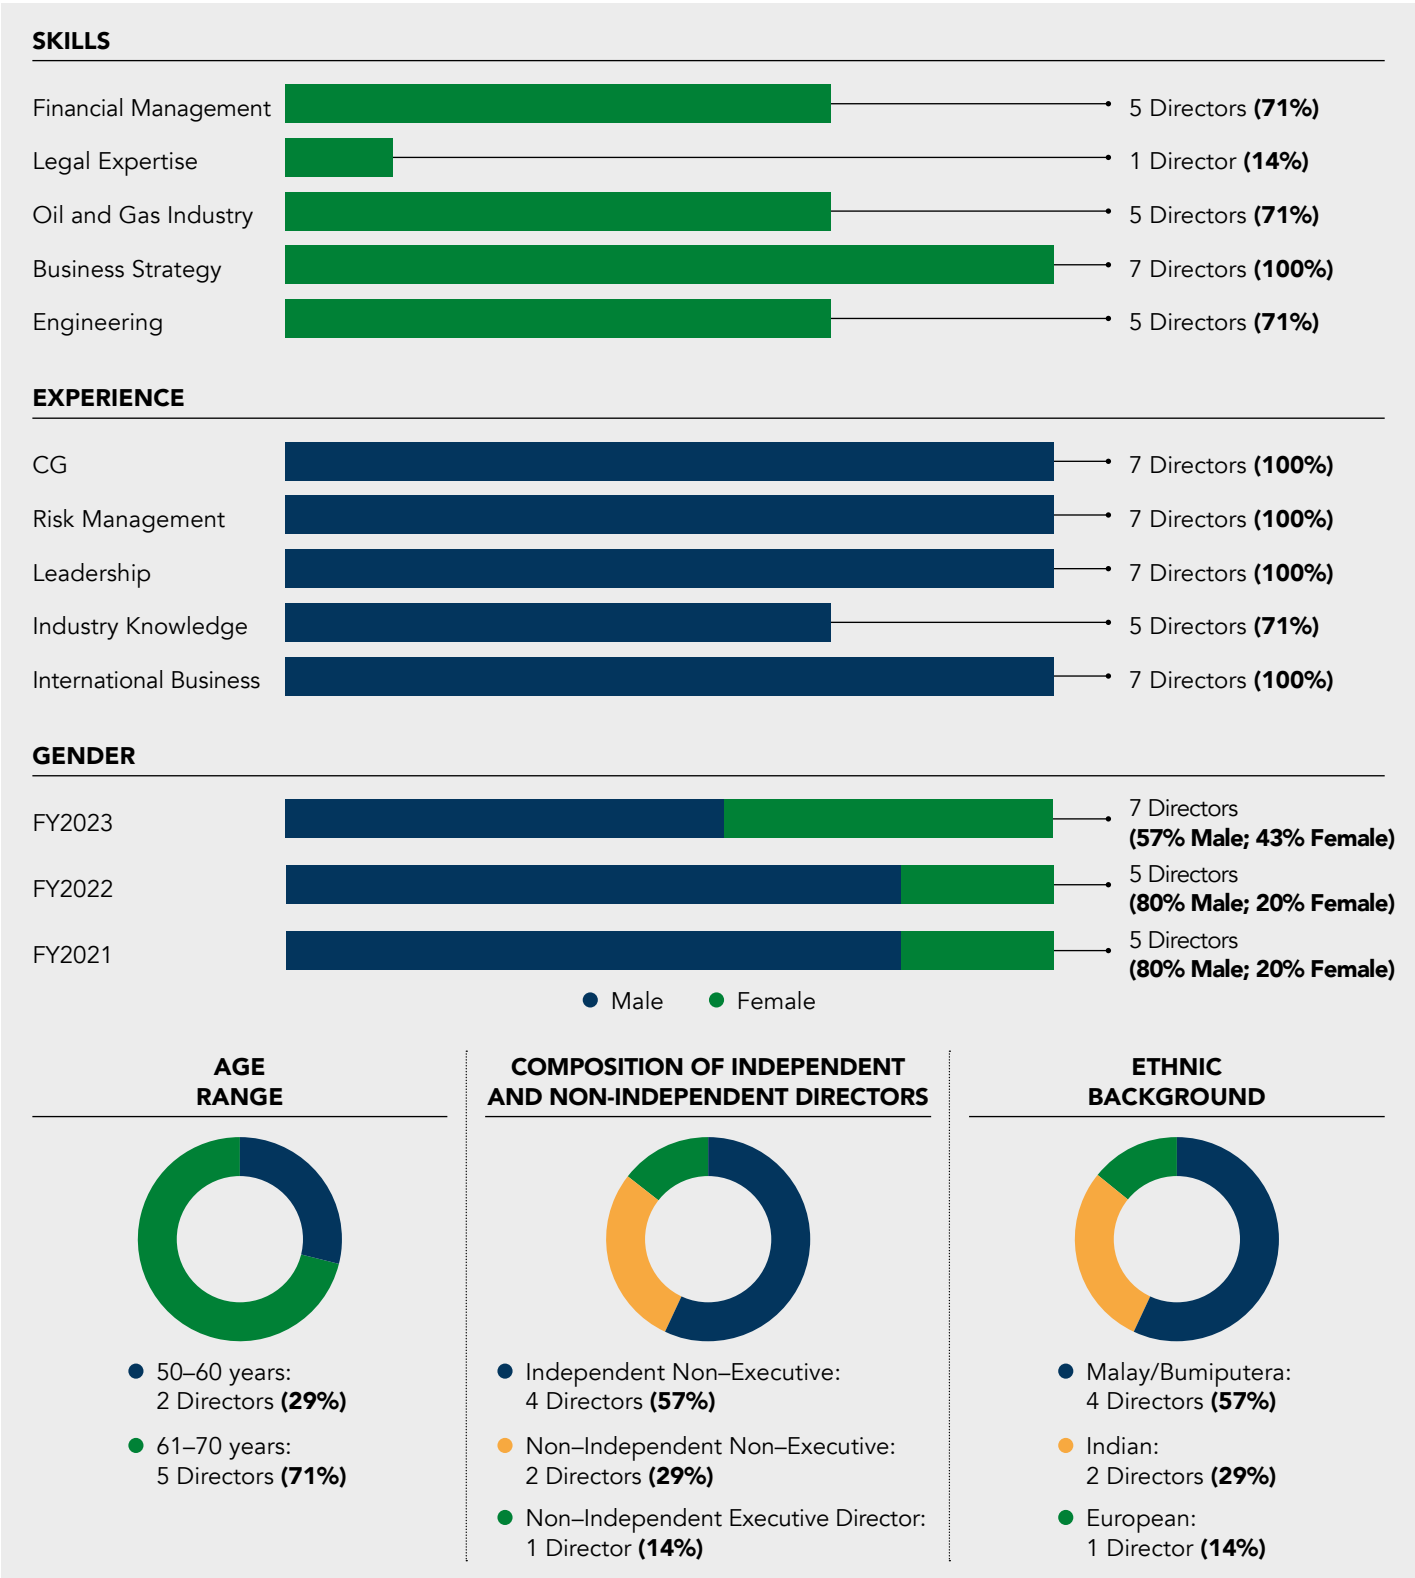 SKILLS
Financial Management 5 Directors (71%)
Legal Expertise 1 Director (14%)
Oil and Gas Industry 5 Directors (71%)
Business Strategy 7 Directors (100%)
Engineering 5 Directors (71%)
EXPERIENCE
CG 7 Directors (100%)
Risk Management 7 Directors (100%)
Leadership 7 Directors (100%)
Industry Knowledge 5 Directors (71%)
International Business 7 Directors (100%)
GENDER
FY2023 7 Directors
(57% Male; 43% Female)
FY2022 5 Directors
(80% Male; 20% Female)
FY2021 5 Directors
(80% Male; 20% Female)
Male Female
AGE
RANGE
50–60 years:
2 Directors (29%)
61–70 years:
5 Directors (71%)
COMPOSITION OF INDEPENDENT
AND NON-INDEPENDENT DIRECTORS
Independent Non–Executive:
4 Directors (57%)
Non–Independent Non–Executive:
2 Directors (29%)
Non–Independent Executive Director:
1 Director (14%)
ETHNIC
BACKGROUND
Malay/Bumiputera:
4 Directors (57%)
Indian:
2 Directors (29%)
European:
1 Director (14%)